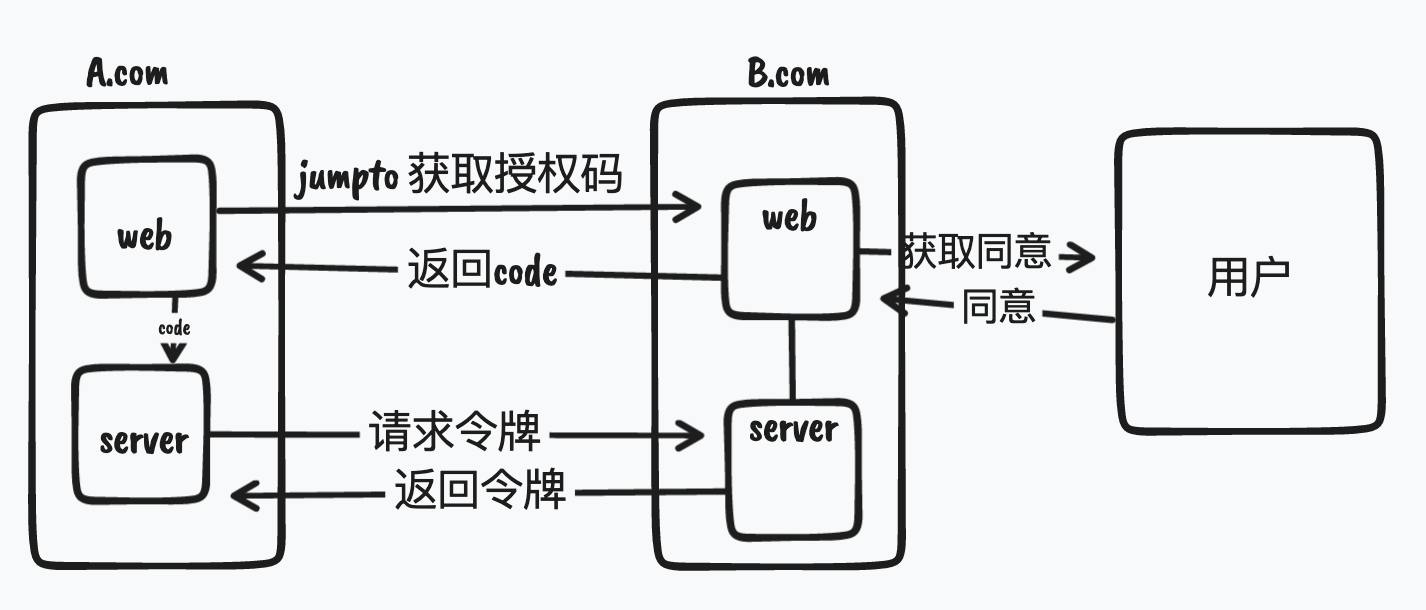 A.com
B.com
jumpto 获取授权码
web
web
获取同意
返回code
用户
同意
code
请求令牌
server
server
返回令牌